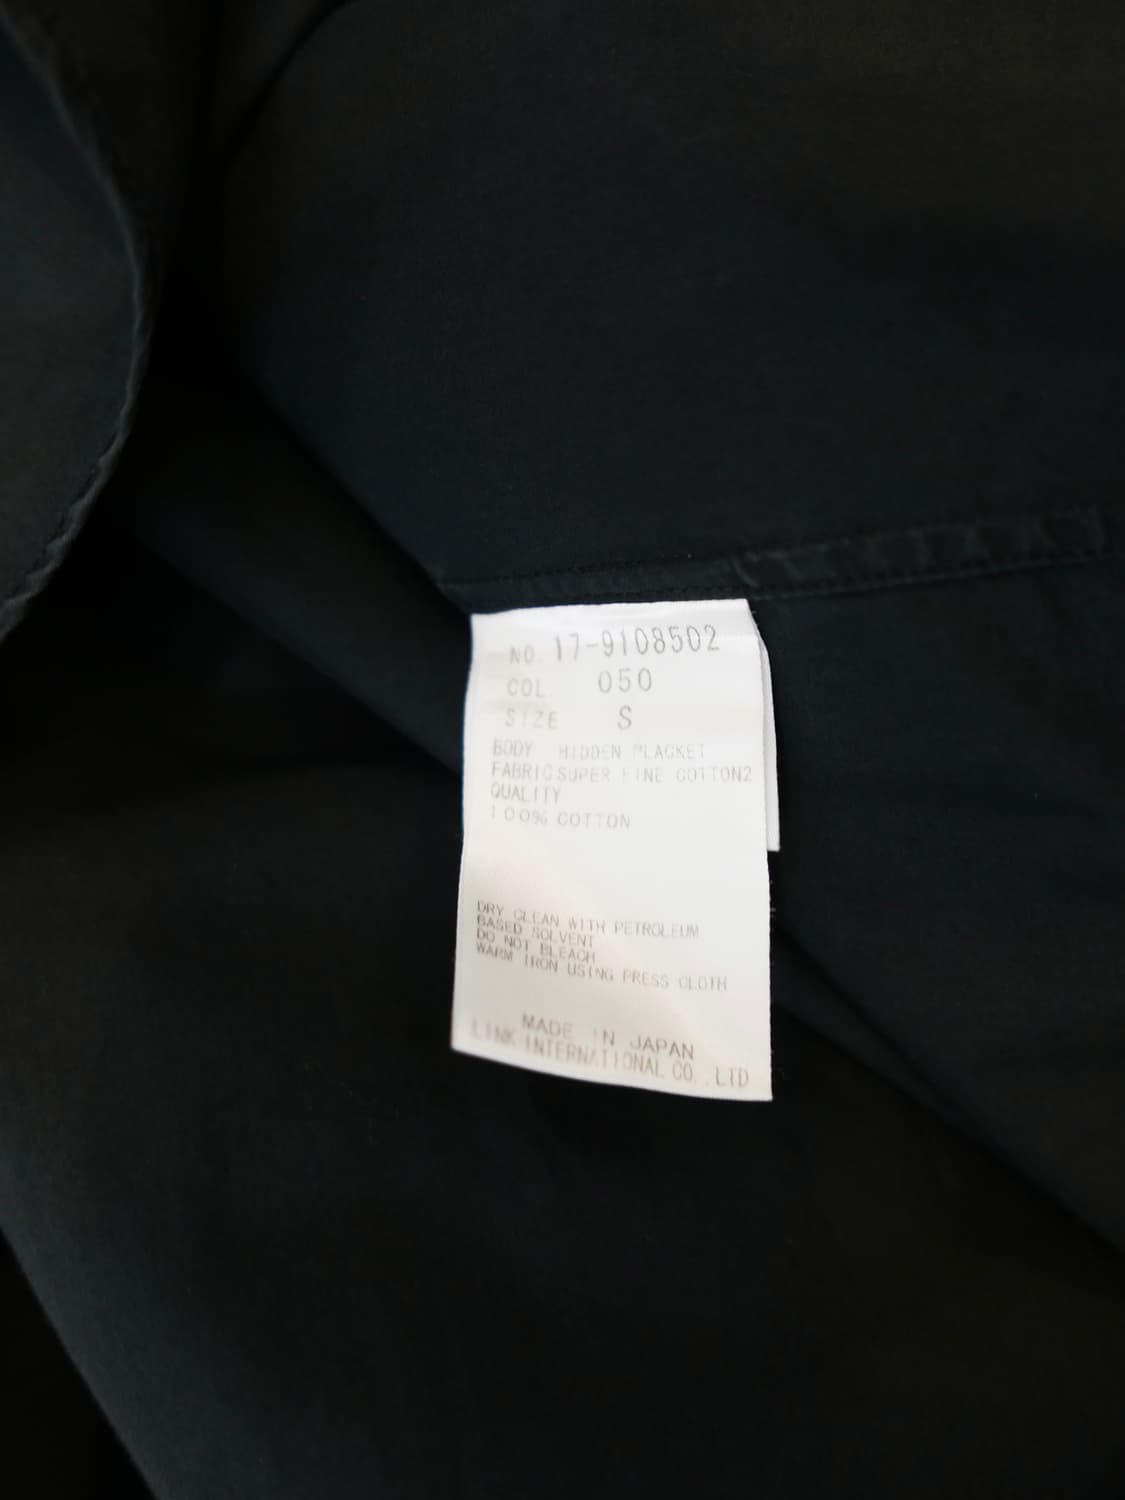 NO. 17-9108502
COL. 050
SIZE S
BODY HIDDEN PLACKET
FABRIC SUPER FINE COTTON2
QUALITY
100% COTTON
DRY CLEAN WITH PETROLEUM
BASED SOLVENT
DO NOT BLEACH
WARM IRON USING PRESS CLOTH
MADE IN JAPAN
LINK INTERNATIONAL CO.,LTD